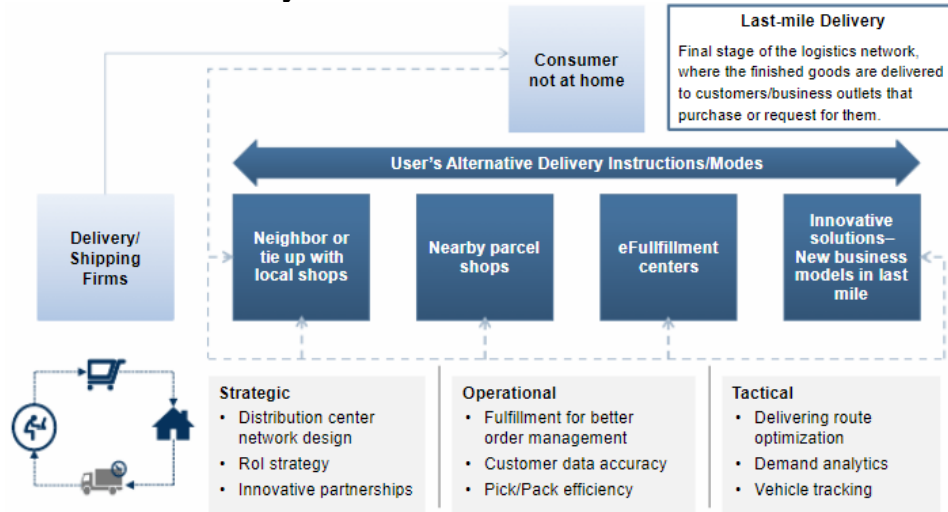 Consumer
not at home
Last-mile Delivery
Final stage of the logistics network,
where the finished goods are delivered
to customers/business outlets that
purchase or request for them.
User's Alternative Delivery Instructions/Modes
Delivery/
Shipping
Firms
Neighbor or
tie up with
local shops
Nearby parcel
shops
eFullfillment
centers
Innovative
solutions–
New business
models in last
mile
Strategic
• Distribution center
network design
• RoI strategy
• Innovative partnerships
Operational
• Fulfillment for better
order management
• Customer data accuracy
• Pick/Pack efficiency
Tactical
• Delivering route
optimization
• Demand analytics
• Vehicle tracking